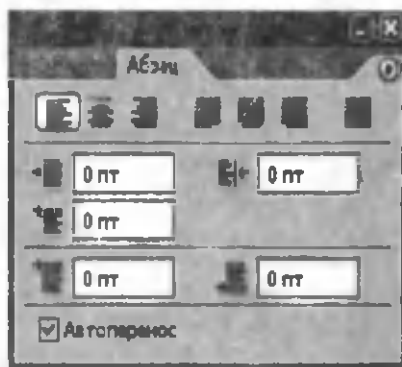 Абзац
0 пт 0 пт
0 пт
0 пт 0 пт
Автоперенос